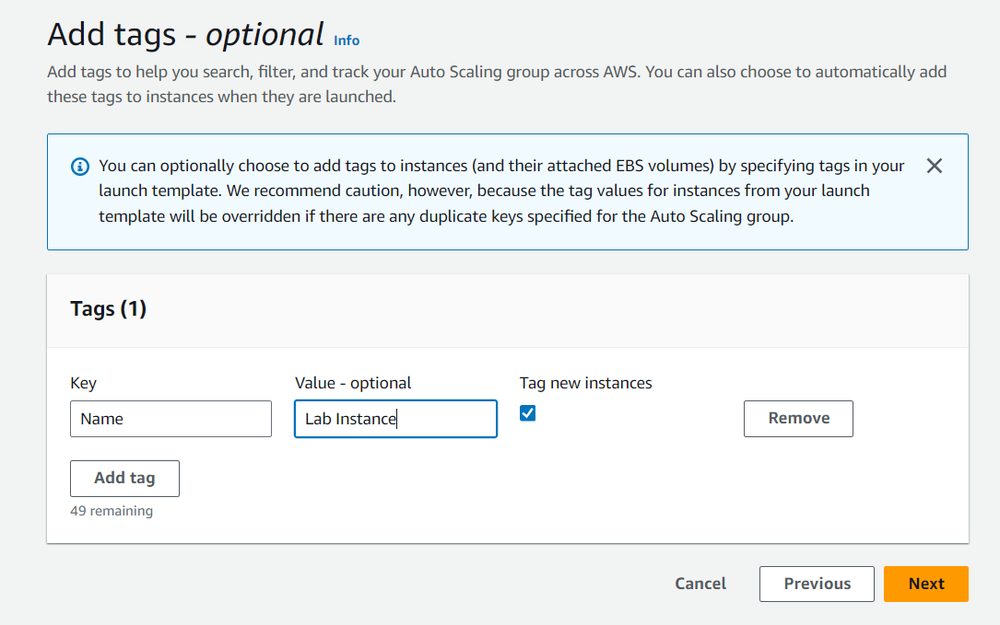 Add tags - optional Info
Add tags to help you search, filter, and track your Auto Scaling group across AWS. You can also choose to automatically add
these tags to instances when they are launched.
You can optionally choose to add tags to instances (and their attached EBS volumes) by specifying tags in your
launch template. We recommend caution, however, because the tag values for instances from your launch
template will be overridden if there are any duplicate keys specified for the Auto Scaling group.
Tags (1)
Key Value - optional Tag new instances
Name Lab Instance Remove
Add tag
49 remaining
Cancel Previous Next